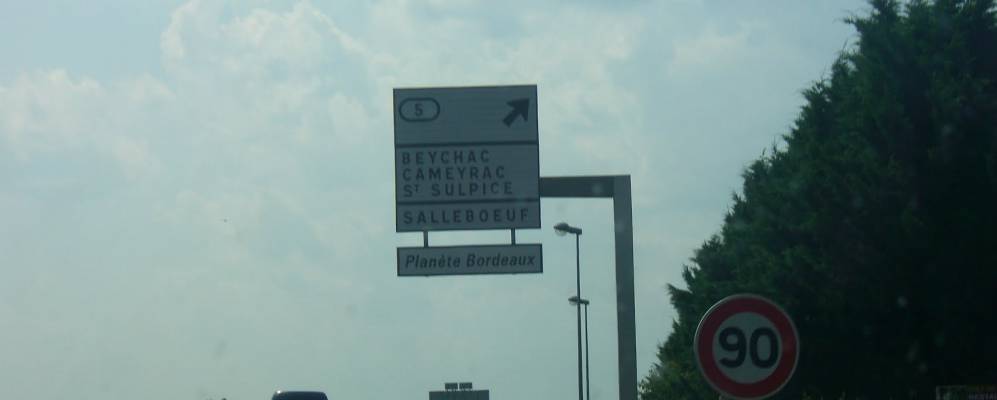 5
BEYCHAC
CAMEYRAC
ST SULPICE
SALLEBOEUF
Planète Bordeaux
90